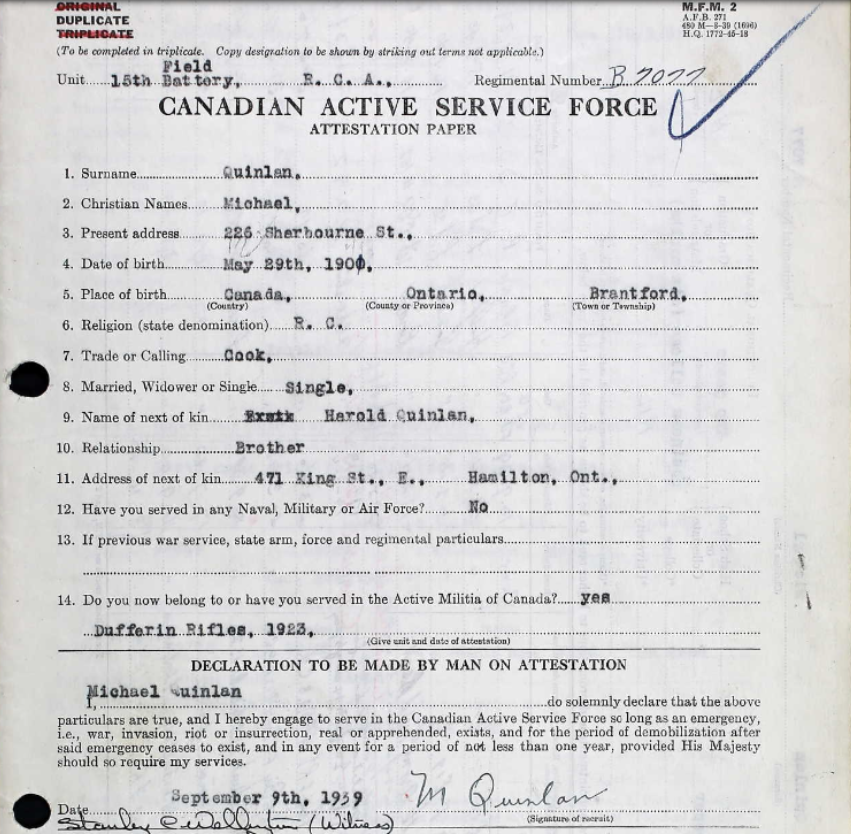 ORIGINAL
DUPLICATE
TRIPLICATE
M.F.M. 2
A.F.B. 271
480 M—8-39 (1696)
H.Q. 1772-45-18
(To be completed in triplicate. Copy designation to be shown by striking out terms not applicable.)
Field
Unit 15th Battery, R. C. A., Regimental Number B 7077
CANADIAN ACTIVE SERVICE FORCE
ATTESTATION PAPER
1. Surname Quinlan,
2. Christian Names Michael,
3. Present address 226 Sherbourne St.,
4. Date of birth May 29th, 1900,
5. Place of birth Canada, Ontario, Brantford,
(Country) (County or Province) (Town or Township)
6. Religion (state denomination) R. C.
7. Trade or Calling Cook,
8. Married, Widower or Single Single,
9. Name of next of kin Harold Quinlan,
10. Relationship Brother
11. Address of next of kin 471 King St., E., Hamilton, Ont.,
12. Have you served in any Naval, Military or Air Force? No
13. If previous war service, state arm, force and regimental particulars
14. Do you now belong to or have you served in the Active Militia of Canada? yes
Dufferin Rifles, 1923,
(Give unit and date of attestation)
DECLARATION TO BE MADE BY MAN ON ATTESTATION
Michael Quinlan
I, do solemnly declare that the above
particulars are true, and I hereby engage to serve in the Canadian Active Service Force so long as an emergency,
i.e., war, invasion, riot or insurrection, real or apprehended, exists, and for the period of demobilization after
said emergency ceases to exist, and in any event for a period of not less than one year, provided His Majesty
should so require my services.
September 9th, 1939 M Quinlan
Date (Signature of recruit)
Stanley (Witness)